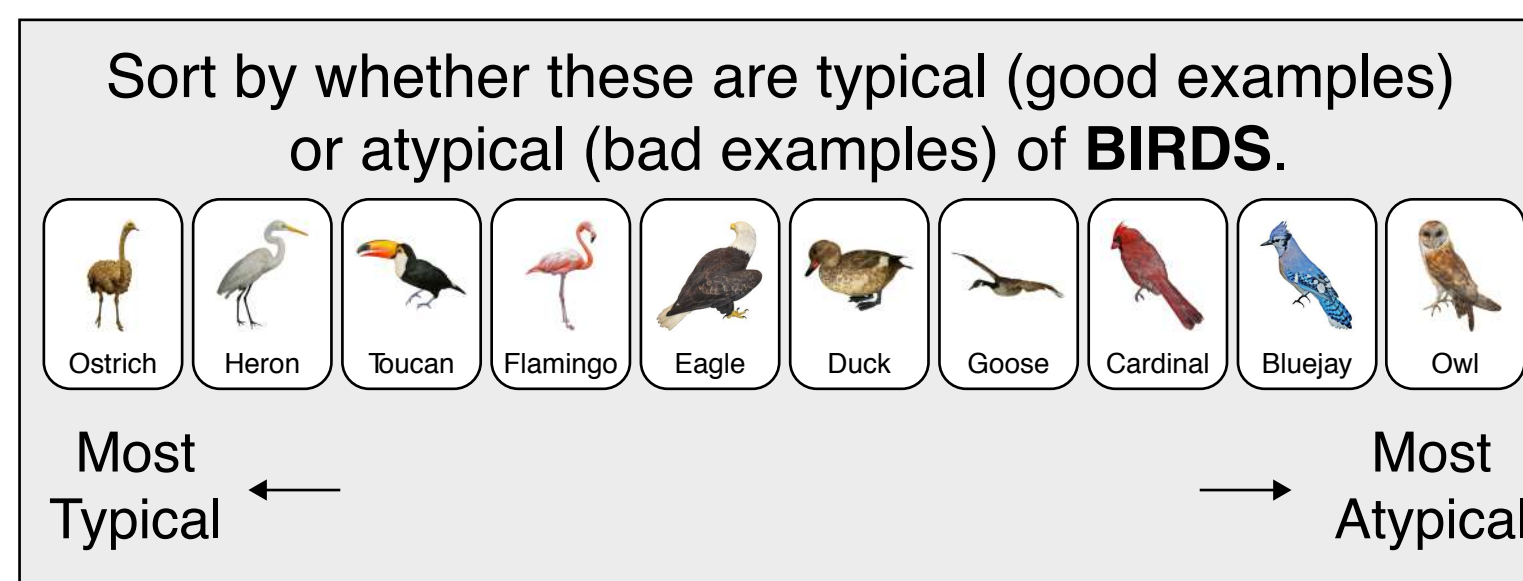 Sort by whether these are typical (good examples)
or atypical (bad examples) of BIRDS.
Ostrich Heron Toucan Flamingo Eagle Duck Goose Cardinal Bluejay Owl
Most Most
Typical Atypical